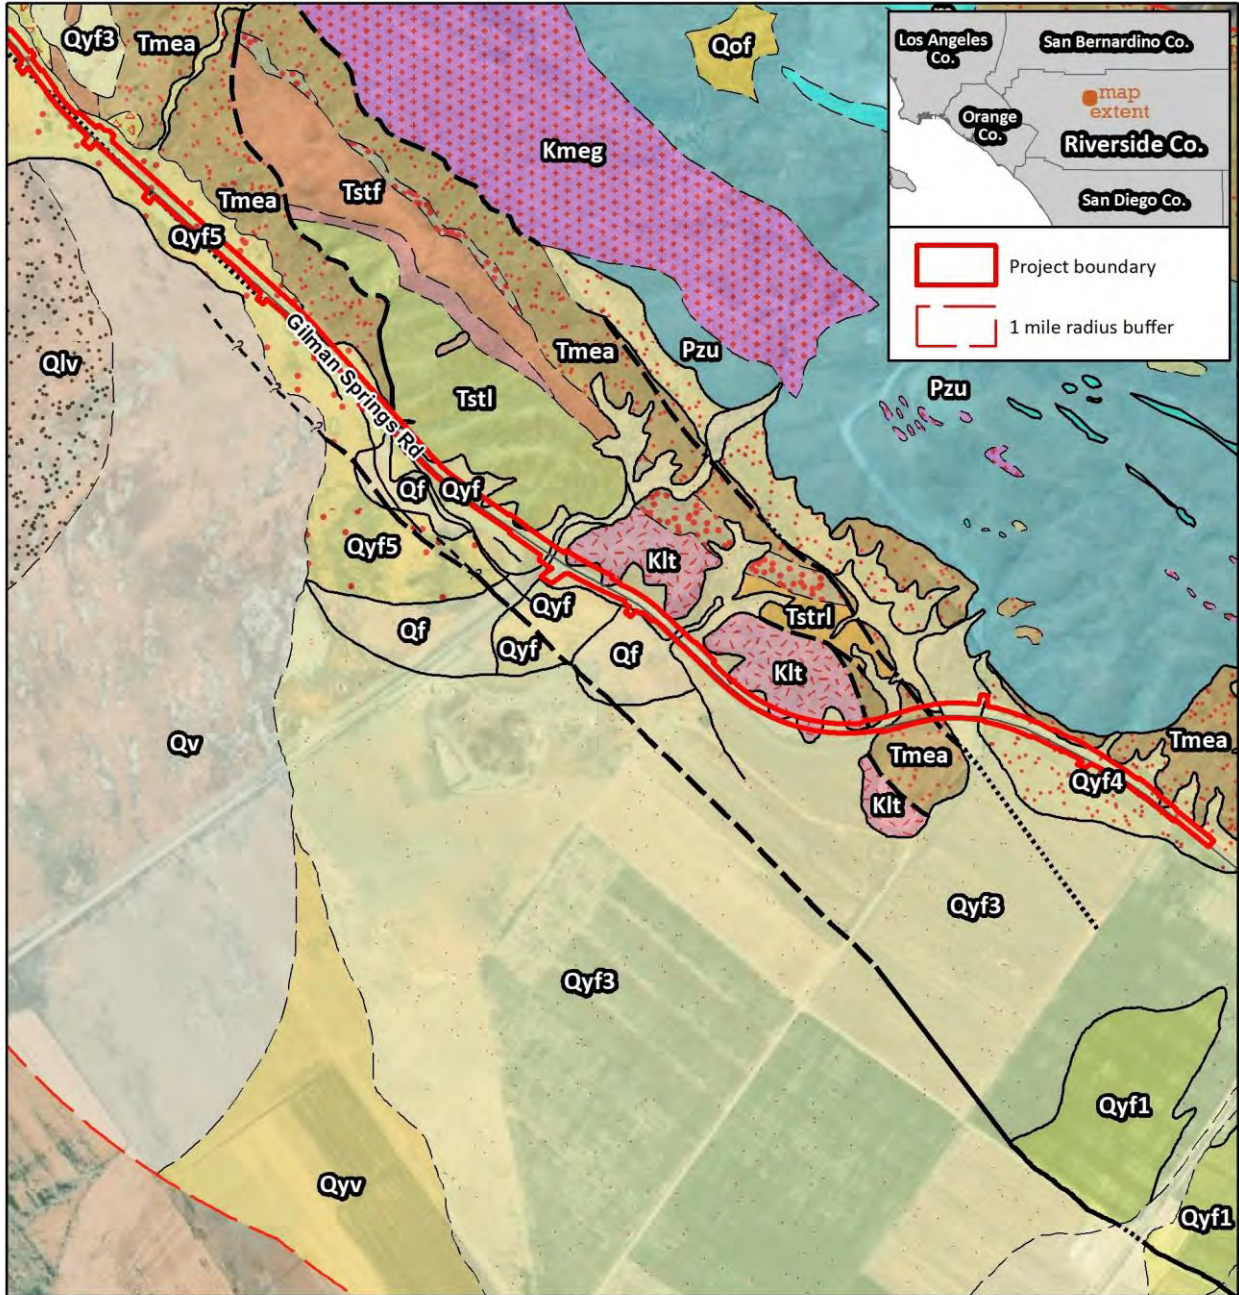 Qyf3
Tmea
Qof
Los Angeles
Co.
San Bernardino Co.
map
extent
Orange
Co.
Riverside Co.
San Diego Co.
Project boundary
1 mile radius buffer
Kmeg
Tmea
Tstf
Qyf5
Gilman Springs Rd
?
Qlv
Tmea
Pzu
Pzu
Tstl
?
Qf
Qyf
Qyf5
Klt
Qyf
Tstrl
Qf
Qyf
Qf
Klt
Qv
Tmea
Tmea
Qyf4
Klt
Qyf3
Qyf3
Qyf1
Qyv
Qyf1